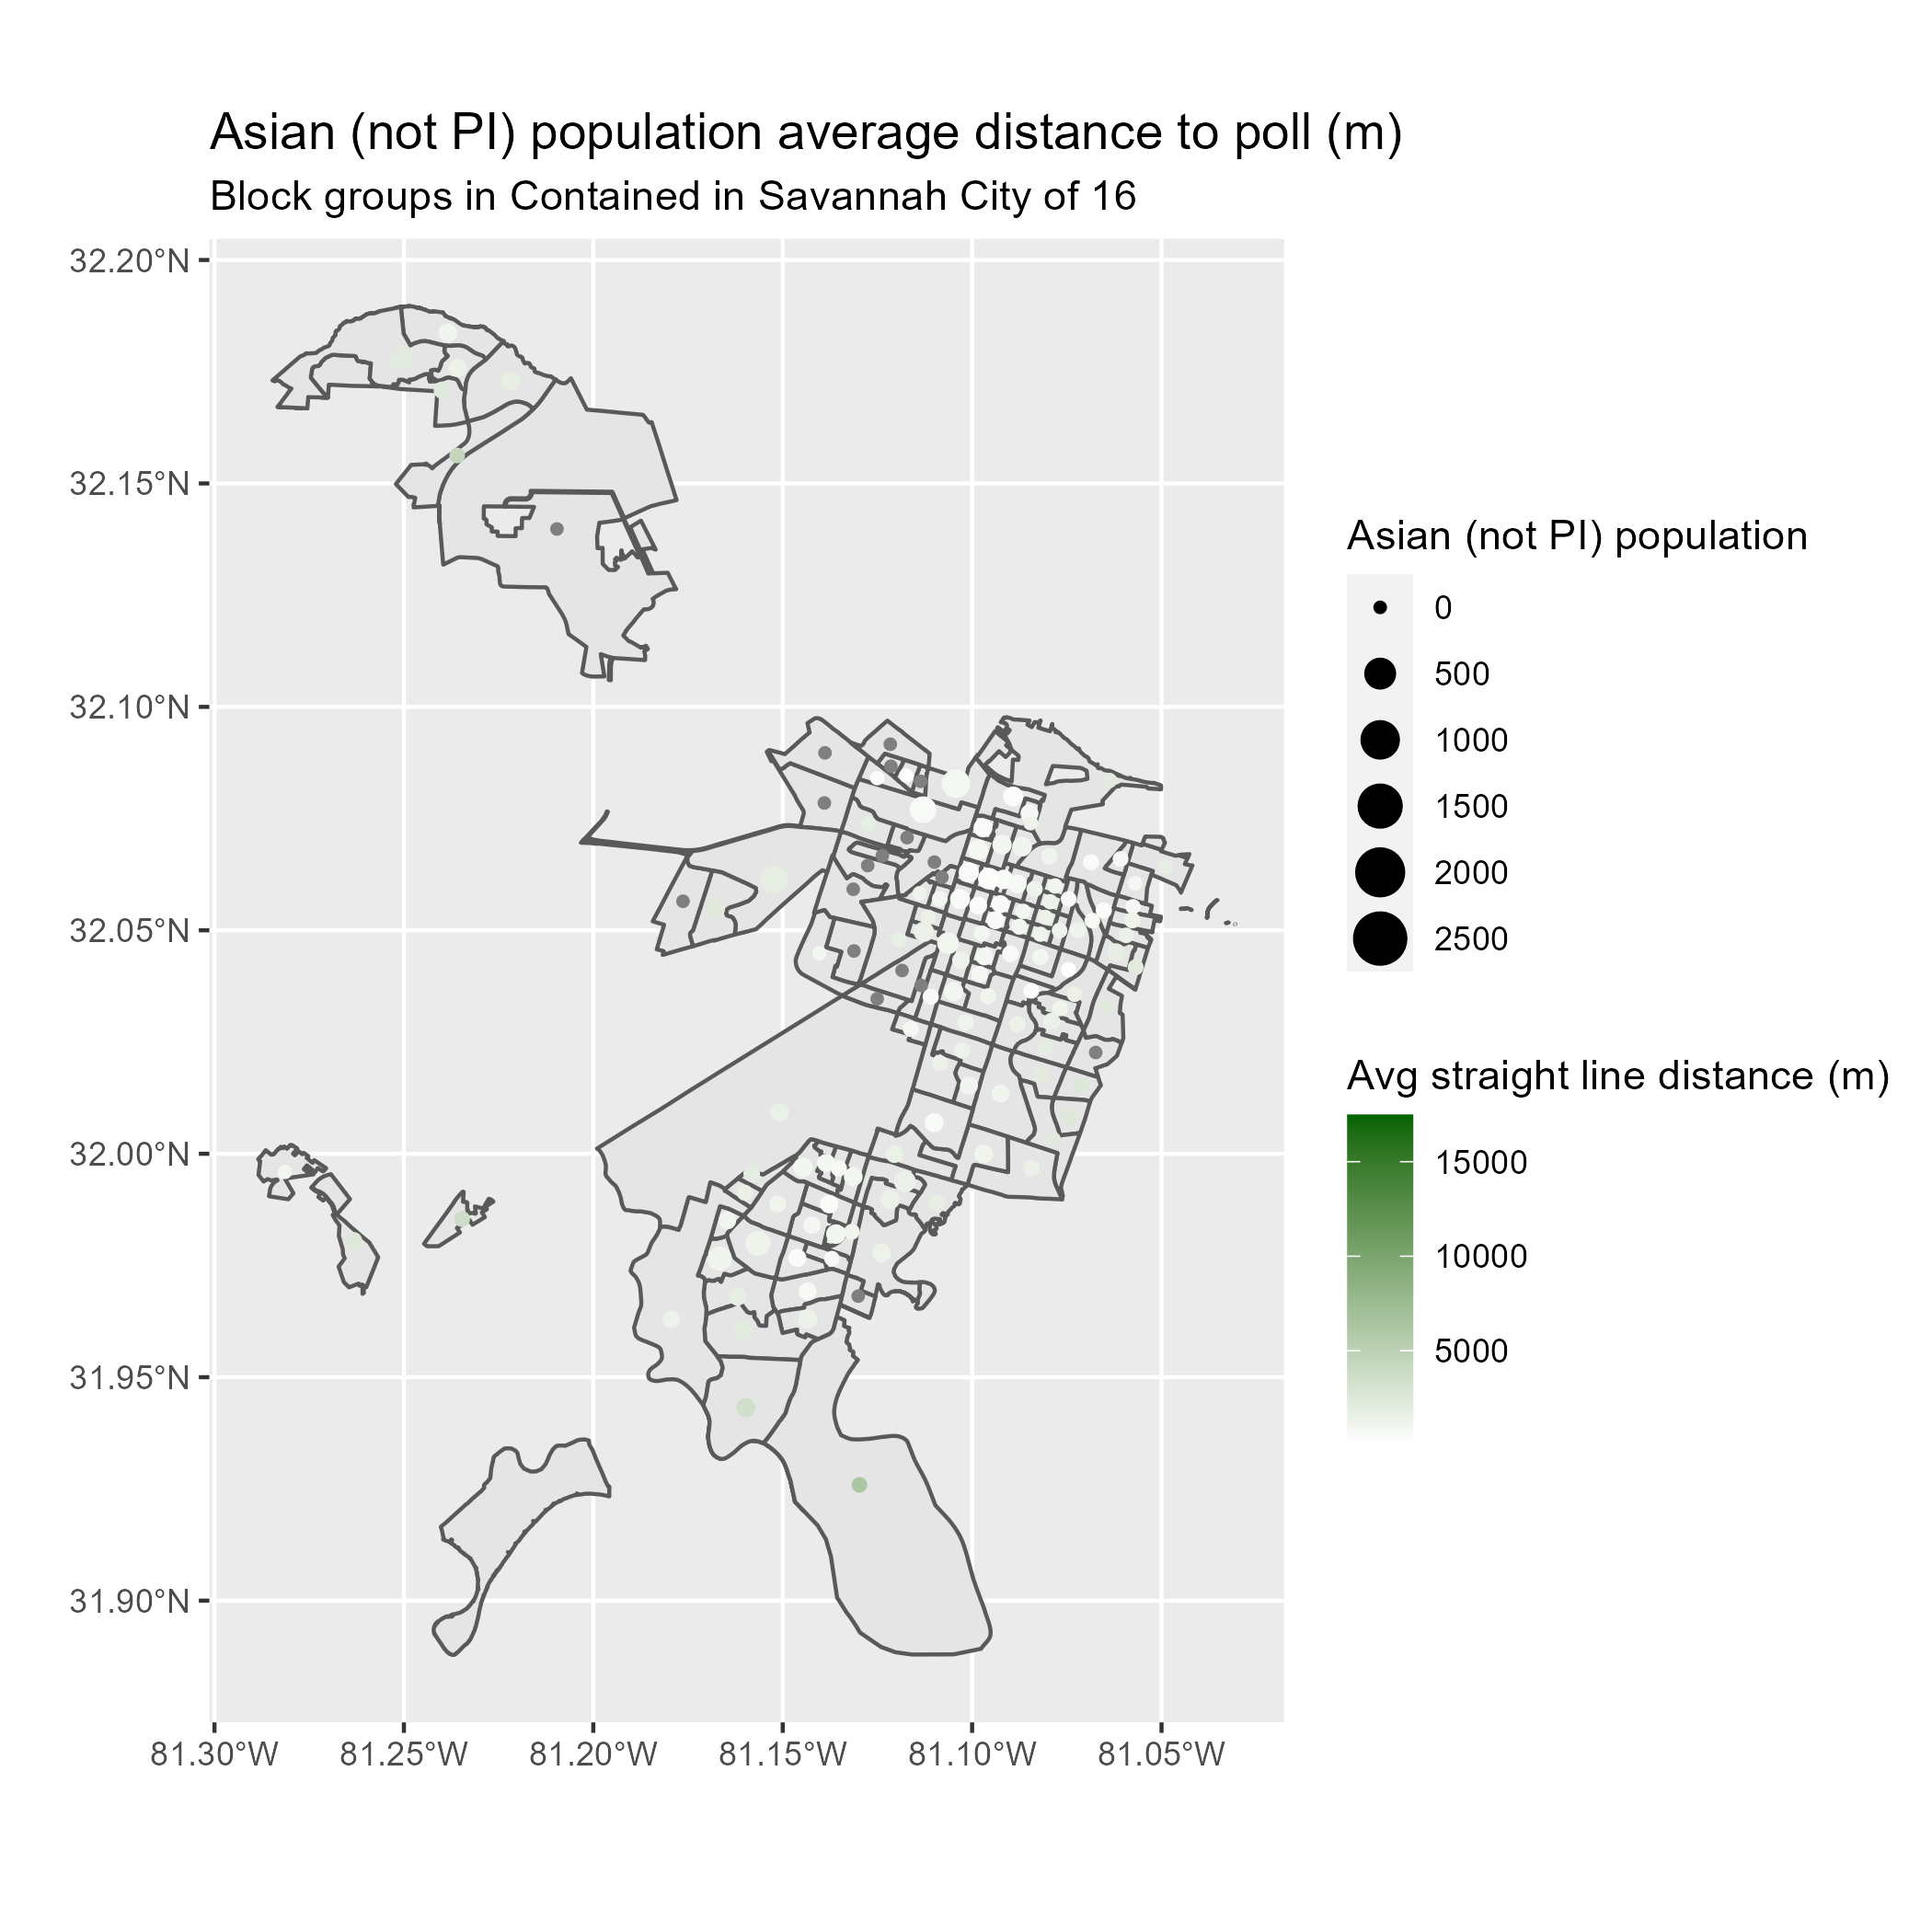 Asian (not PI) population average distance to poll (m)
Block groups in Contained in Savannah City of 16
32.20°N
32.15°N
32.10°N
32.05°N
32.00°N
31.95°N
31.90°N
81.30°W
81.25°W
81.20°W
81.15°W
81.10°W
81.05°W
Asian (not PI) population
0
500
1000
1500
2000
2500
Avg straight line distance (m)
15000
10000
5000